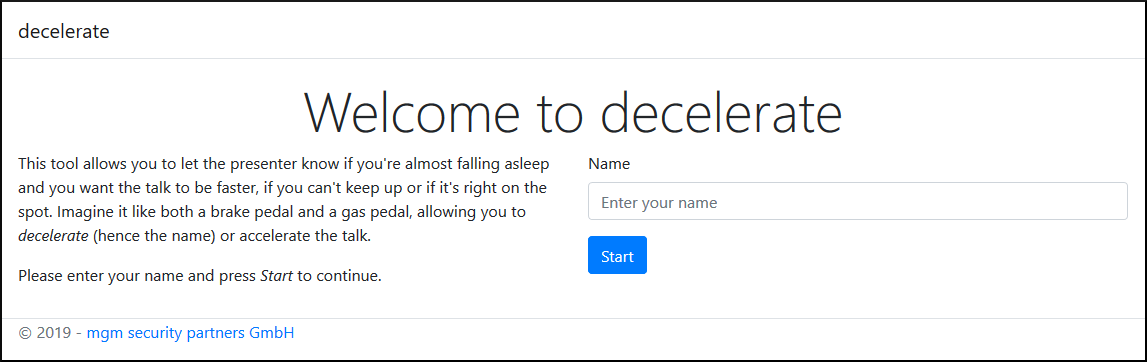 decelerate
Welcome to decelerate
This tool allows you to let the presenter know if you're almost falling asleep
and you want the talk to be faster, if you can't keep up or if it's right on the
spot. Imagine it like both a brake pedal and a gas pedal, allowing you to
decelerate (hence the name) or accelerate the talk.
Please enter your name and press Start to continue.
Name
Enter your name
Start
© 2019 - mgm security partners GmbH